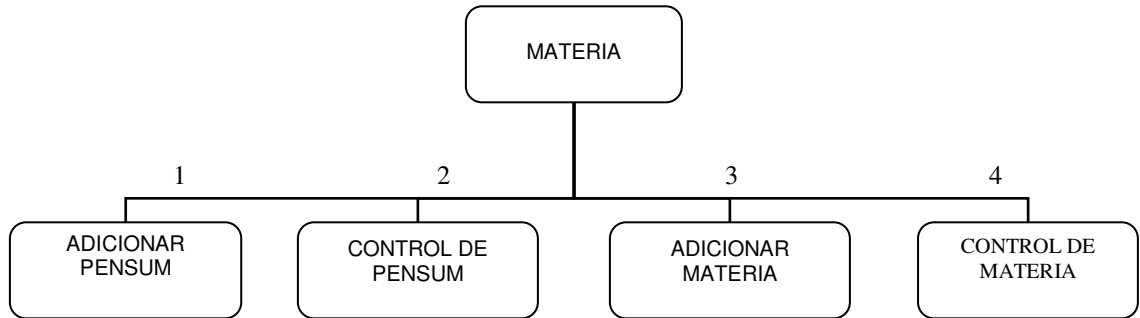 MATERIA
1
2
3
4
ADICIONAR
PENSUM
CONTROL DE
PENSUM
ADICIONAR
MATERIA
CONTROL DE
MATERIA